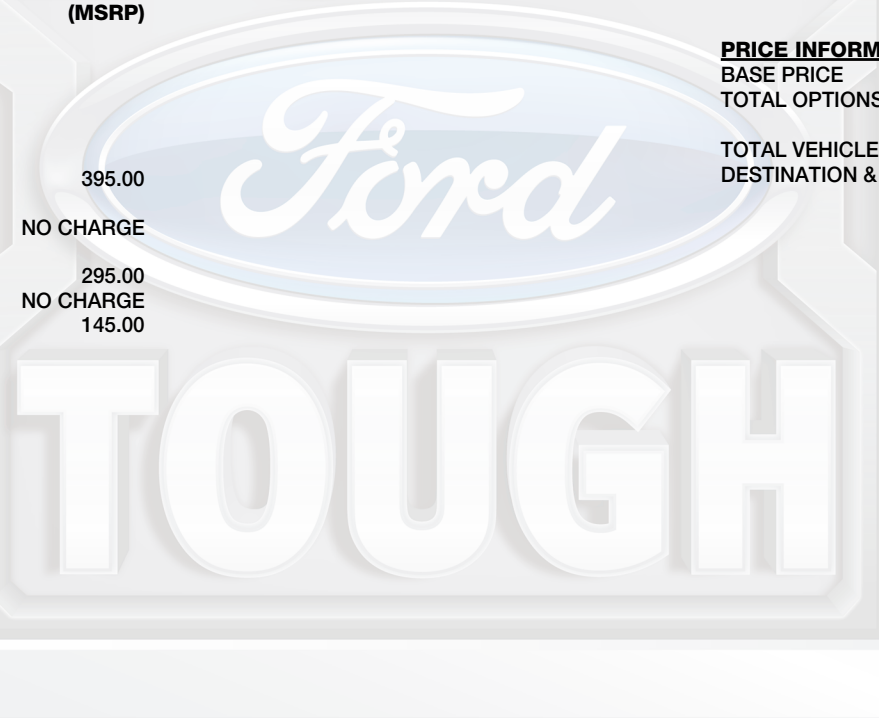 (MSRP)
395.00
NO CHARGE
295.00
NO CHARGE
145.00
PRICE INFORM
BASE PRICE
TOTAL OPTIONS
TOTAL VEHICLE
DESTINATION &
Ford
TOUGH